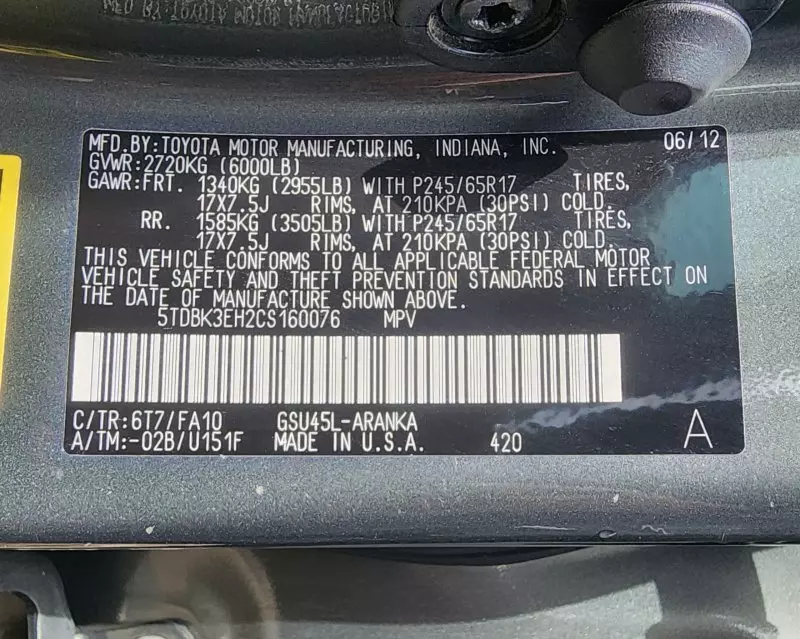 MFD.BY:TOYOTA MOTOR MANUFACTURING, INDIANA, INC. 06/12
GVWR:2720KG (6000LB)
GAWR:FRT. 1340KG (2955LB) WITH P245/65R17 TIRES,
17X7.5J RIMS, AT 210KPA (30PSI) COLD.
RR. 1585KG (3505LB) WITH P245/65R17 TIRES,
17X7.5J RIMS, AT 210KPA (30PSI) COLD.
THIS VEHICLE CONFORMS TO ALL APPLICABLE FEDERAL MOTOR
VEHICLE SAFETY AND THEFT PREVENTION STANDARDS IN EFFECT ON
THE DATE OF MANUFACTURE SHOWN ABOVE.
5TDBK3EH2CS160076 MPV
C/TR:6T7/FA10 GSU45L-ARANKA
A/TM:-02B/U151F MADE IN U.S.A. 420 A